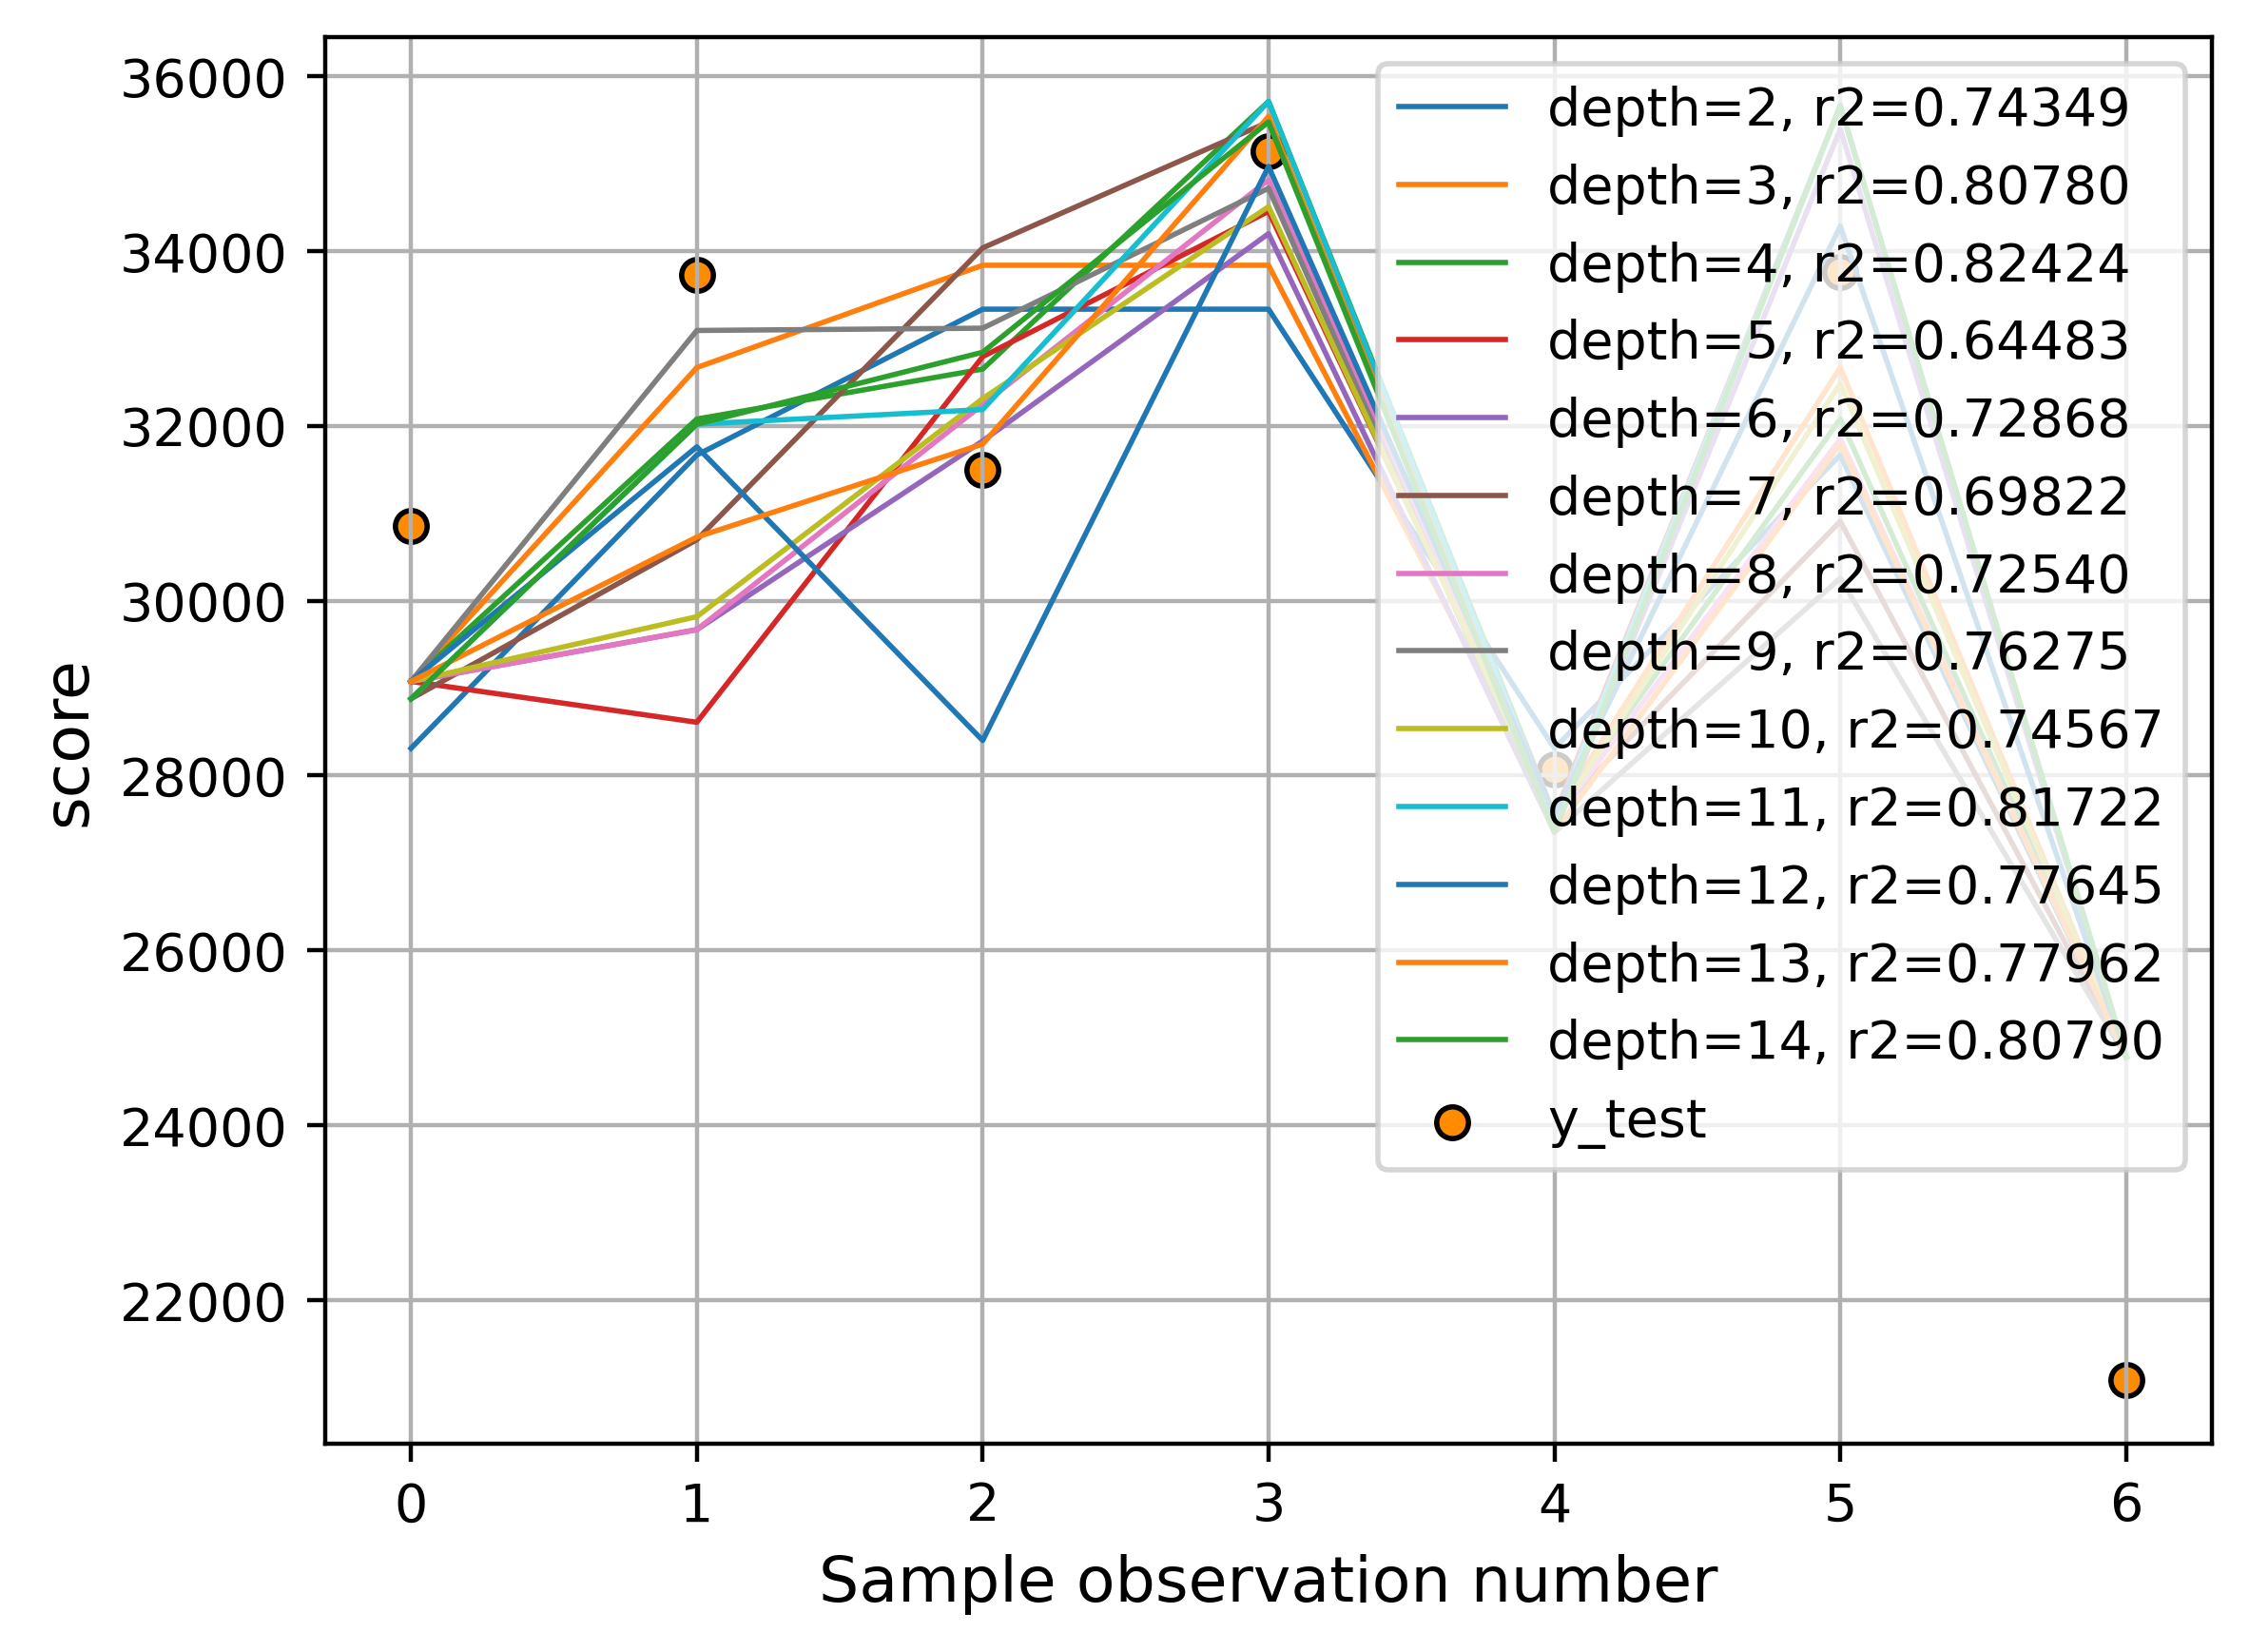 36000
34000
32000
30000
28000
26000
24000
22000
score
0 1 2 3 4 5 6
Sample observation number
depth=2, r2=0.74349
depth=3, r2=0.80780
depth=4, r2=0.82424
depth=5, r2=0.64483
depth=6, r2=0.72868
depth=7, r2=0.69822
depth=8, r2=0.72540
depth=9, r2=0.76275
depth=10, r2=0.74567
depth=11, r2=0.81722
depth=12, r2=0.77645
depth=13, r2=0.77962
depth=14, r2=0.80790
y_test